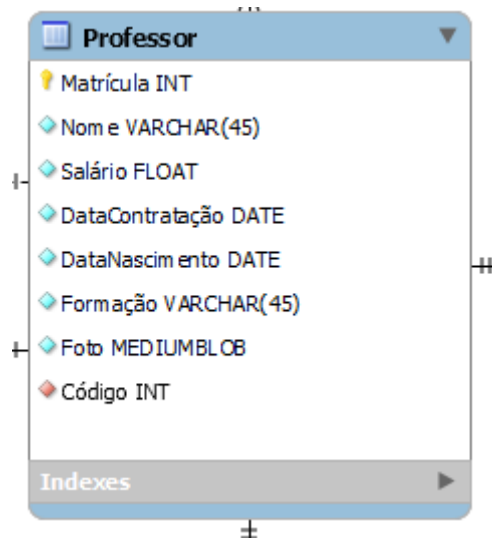 Professor
Matrícula INT
Nome VARCHAR(45)
Salário FLOAT
DataContratação DATE
DataNascimento DATE
Formação VARCHAR(45)
Foto MEDIUMBLOB
Código INT
Indexes